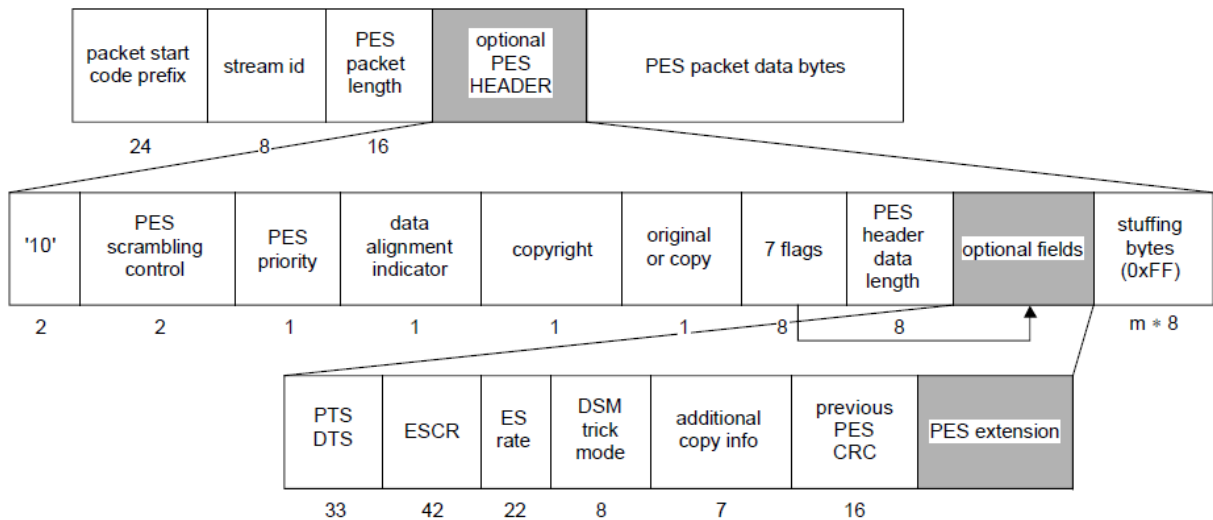 packet start
code prefix
stream id
PES
packet
length
optional
PES
HEADER
PES packet data bytes
24
8
16
'10'
PES
scrambling
control
PES
priority
data
alignment
indicator
copyright
original
or copy
7 flags
PES
header
data
length
optional fields
stuffing
bytes
(0xFF)
2
2
1
1
1
1
8
8
m * 8
PTS
DTS
ESCR
ES
rate
DSM
trick
mode
additional
copy info
previous
PES
CRC
PES extension
33
42
22
8
7
16